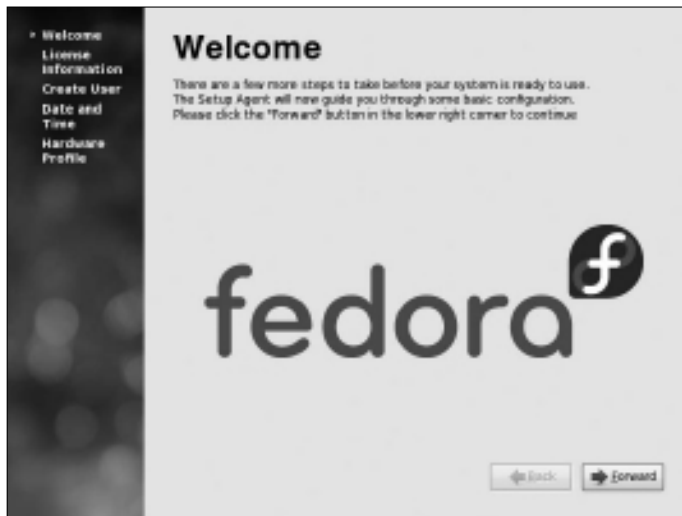 Welcome
License
Information
Create User
Date and
Time
Hardware
Profile
Welcome
There are a few more steps to take before your system is ready to use.
The Setup Agent will now guide you through some basic configuration.
Please click the "Forward" button in the lower right corner to continue
fedora
Back
Forward